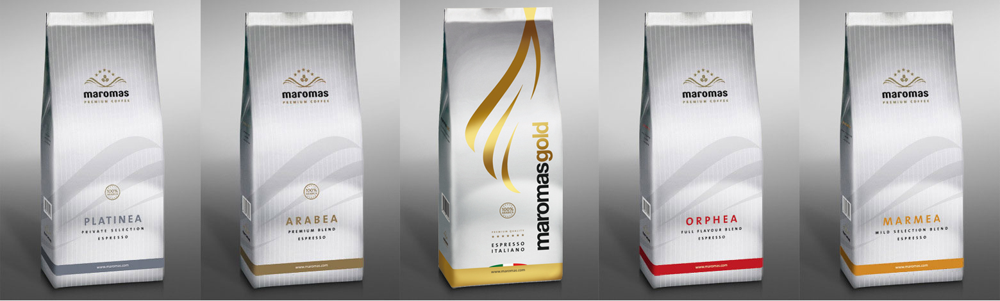 maromas
PREMIUM COFFEE
100%
ARABICA
PLATINEA
PRIVATE SELECTION
ESPRESSO
www.maromas.com
maromas
PREMIUM COFFEE
100%
ARABICA
ARABEA
PREMIUM BLEND
ESPRESSO
www.maromas.com
maromasgold
100%
ARABICA
PREMIUM QUALITY
ESPRESSO
ITALIANO
www.maromas.com
maromas
PREMIUM COFFEE
ORPHEA
FULL FLAVOUR BLEND
ESPRESSO
www.maromas.com
maromas
PREMIUM COFFEE
MARMEA
MILD SELECTION BLEND
ESPRESSO
www.maromas.com